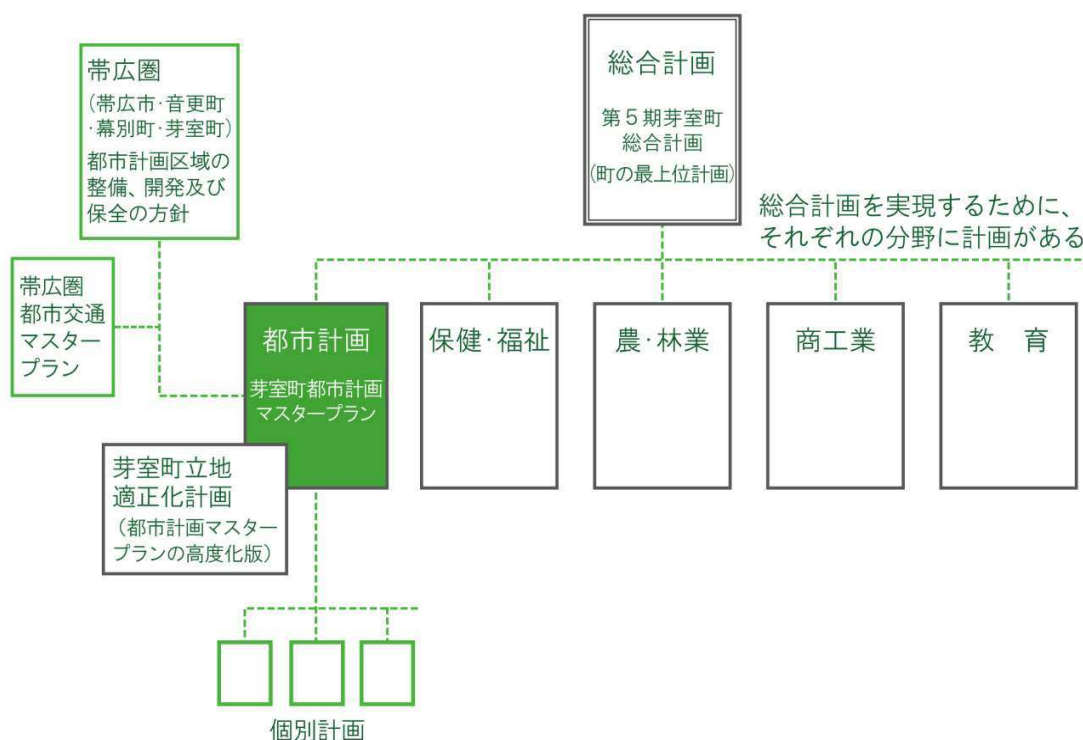 帯広圏
(帯広市·音更町
·幕別町·芽室町)
都市計画区域の
整備、開発及び
保全の方針
帯広圏
都市交通
マスター
プラン
総合計画
第5期芽室町
総合計画
(町の最上位計画)
総合計画を実現するために、
それぞれの分野に計画がある
都市計画
芽室町都市計画
マスタープラン
保健·福祉
農·林業
商工業
教　育
芽室町立地
適正化計画
(都市計画マスター
プランの高度化版)
個別計画